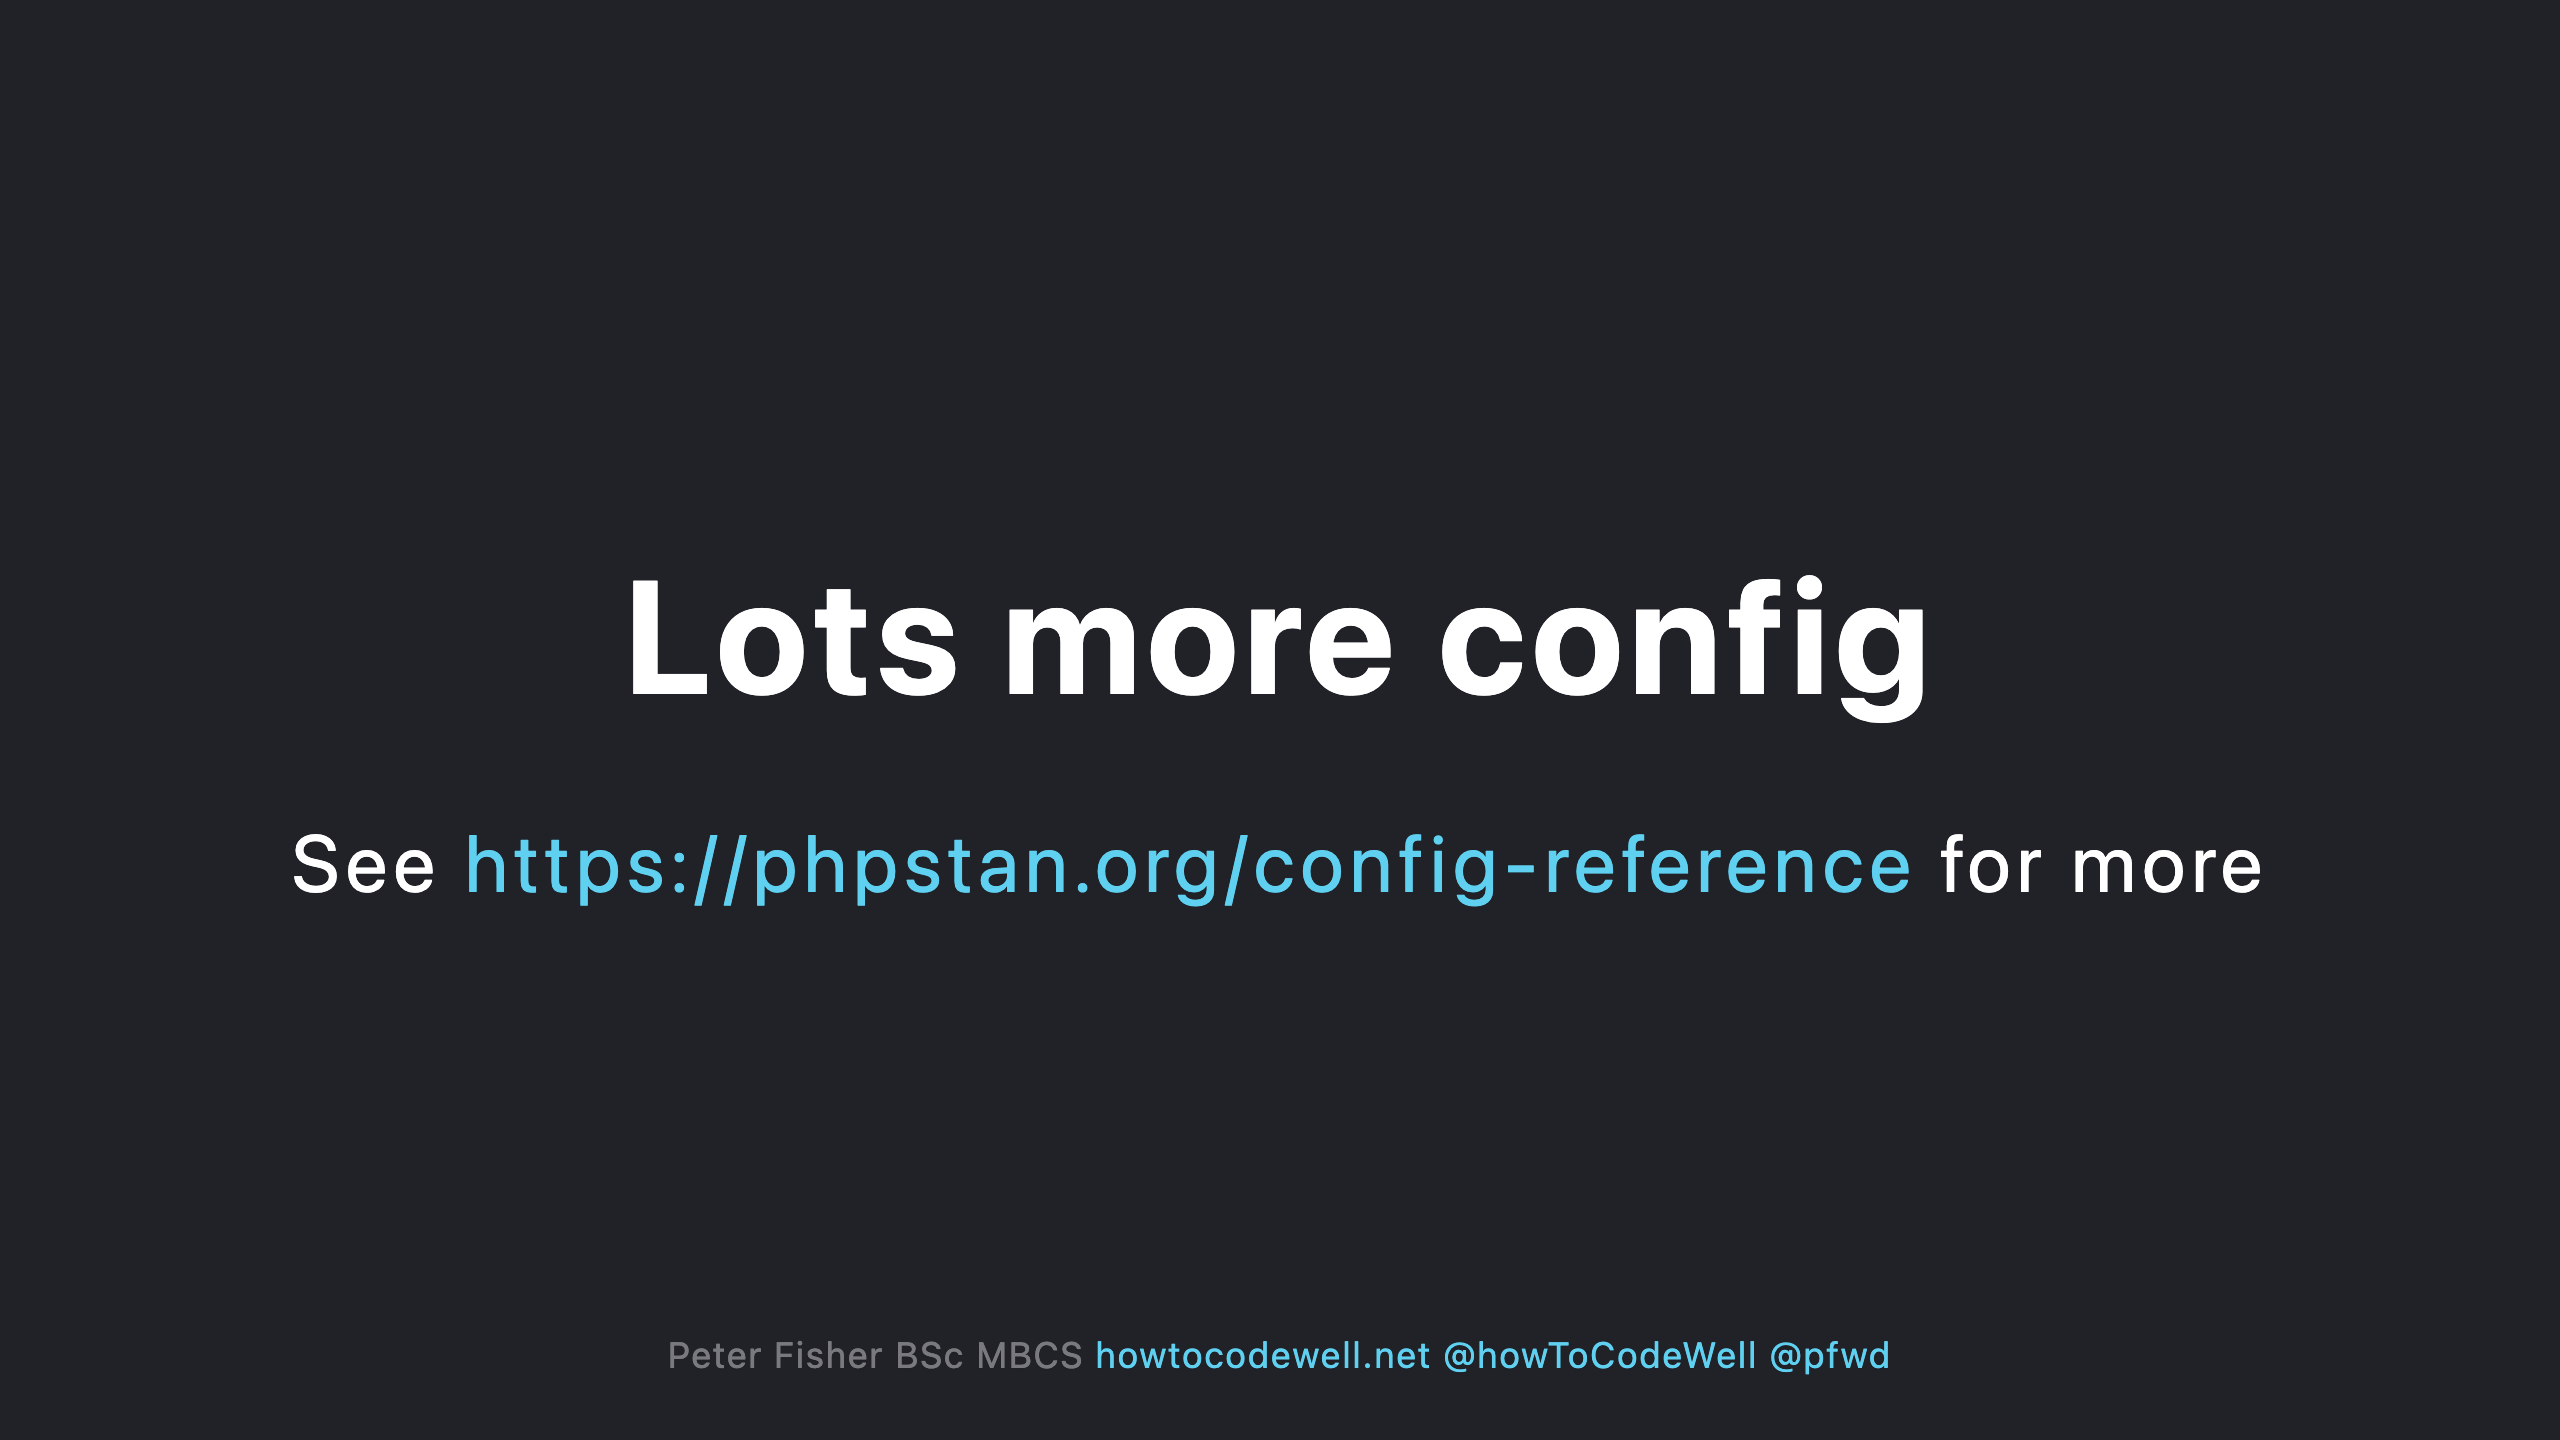 Lots more config
See https://phpstan.org/config-reference for more
Peter Fisher BSc MBCS howtocodewell.net @howToCodeWell @pfwd